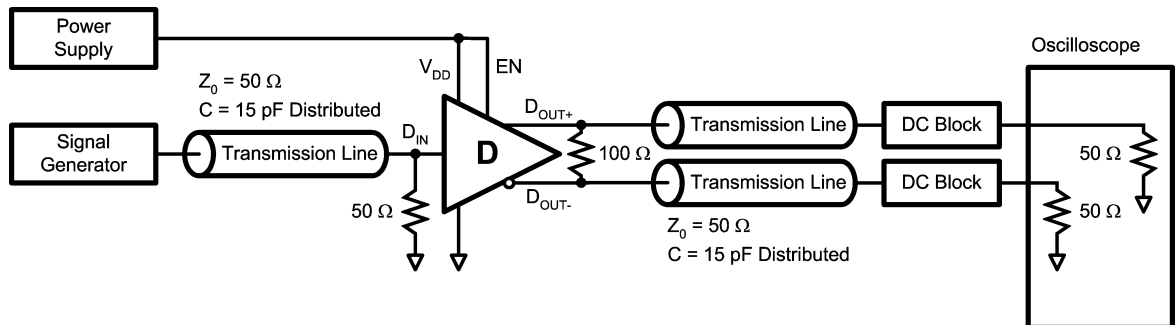 Power
Supply
Oscilloscope
V_DD
EN
Z_0 = 50 Ω
C = 15 pF Distributed
D_OUT+
Transmission Line
DC Block
Signal
Generator
Transmission Line
D_IN
D
100 Ω
50 Ω
Transmission Line
DC Block
D_OUT-
50 Ω
50 Ω
Z_0 = 50 Ω
C = 15 pF Distributed